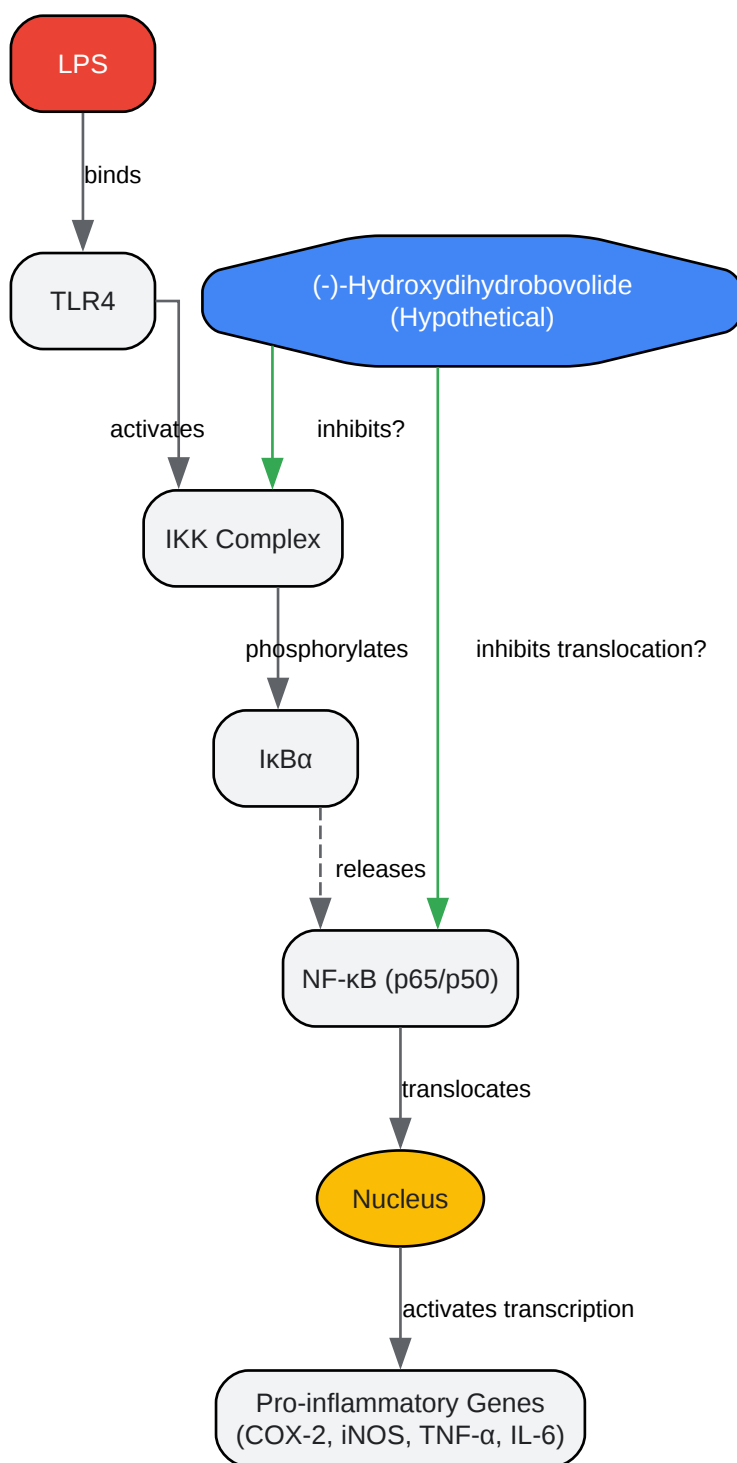 LPS
binds
TLR4
(-)-Hydroxydihydrobovolide
(Hypothetical)
activates
inhibits?
IKK Complex
phosphorylates
inhibits translocation?
IκBα
releases
NF-κB (p65/p50)
translocates
Nucleus
activates transcription
Pro-inflammatory Genes
(COX-2, iNOS, TNF-α, IL-6)